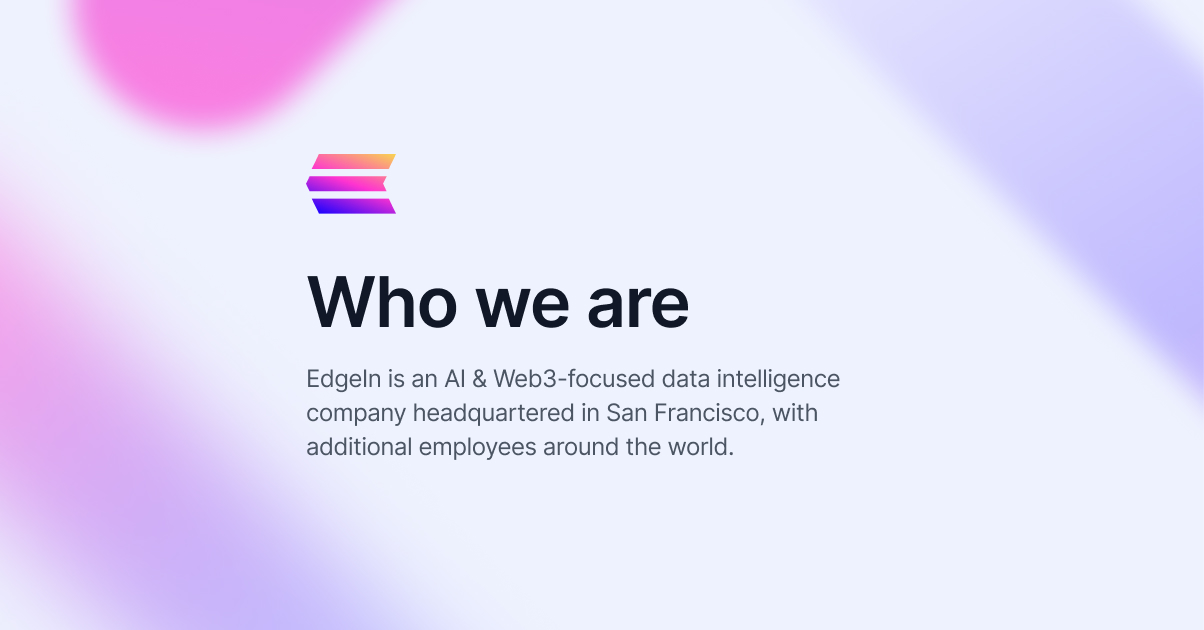 Who we are
EdgeIn is an AI & Web3-focused data intelligence
company headquartered in San Francisco, with
additional employees around the world.